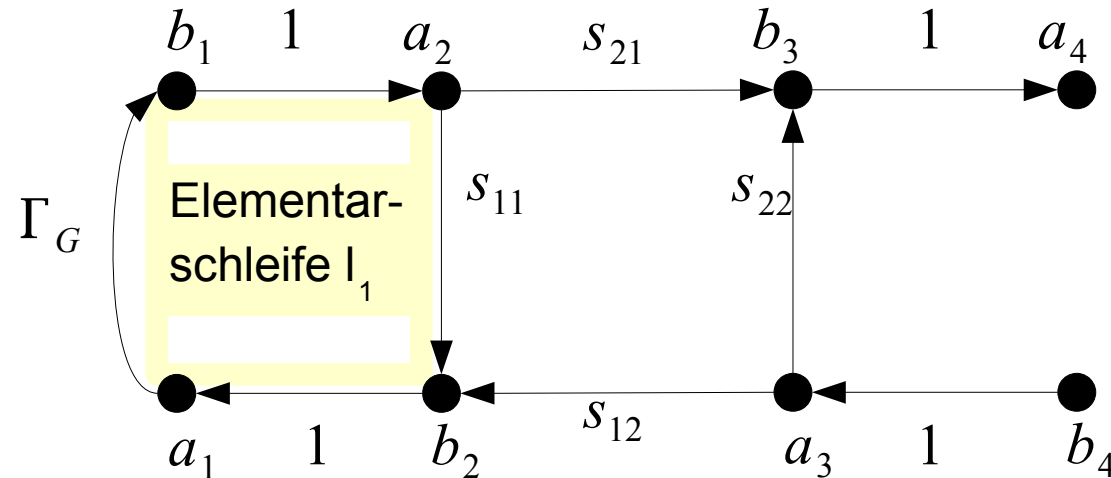 b₁ 1 a₂ s₂₁ b₃ 1 a₄
Γ_G
Elementar-
schleife l₁
s₁₁
s₂₂
s₁₂
a₁ 1 b₂ a₃ 1 b₄